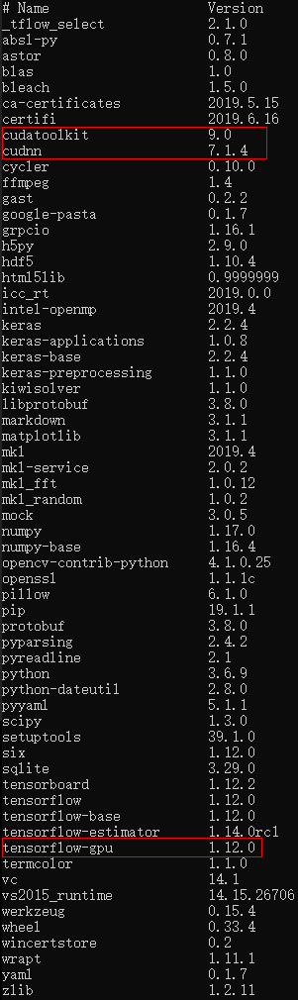 # Name Version
_tflow_select 2.1.0
absl-py 0.7.1
astor 0.8.0
blas 1.0
bleach 1.5.0
ca-certificates 2019.5.15
certifi 2019.6.16
cudatoolkit 9.0
cudnn 7.1.4
cycler 0.10.0
ffmpeg 1.4
gast 0.2.2
google-pasta 0.1.7
grpcio 1.16.1
h5py 2.9.0
hdf5 1.10.4
html5lib 0.9999999
icc_rt 2019.0.0
intel-openmp 2019.4
keras 2.2.4
keras-applications 1.0.8
keras-base 2.2.4
keras-preprocessing 1.1.0
kiwisolver 1.1.0
libprotobuf 3.8.0
markdown 3.1.1
matplotlib 3.1.1
mkl 2019.4
mkl-service 2.0.2
mkl_fft 1.0.12
mkl_random 1.0.2
mock 3.0.5
numpy 1.17.0
numpy-base 1.16.4
opencv-contrib-python 4.1.0.25
openssl 1.1.1c
pillow 6.1.0
pip 19.1.1
protobuf 3.8.0
pyparsing 2.4.2
pyreadline 2.1
python 3.6.9
python-dateutil 2.8.0
pyyaml 5.1.1
scipy 1.3.0
setuptools 39.1.0
six 1.12.0
sqlite 3.29.0
tensorboard 1.12.2
tensorflow 1.12.0
tensorflow-base 1.12.0
tensorflow-estimator 1.14.0rc1
tensorflow-gpu 1.12.0
termcolor 1.1.0
vc 14.1
vs2015_runtime 14.15.26706
werkzeug 0.15.4
wheel 0.33.4
wincertstore 0.2
wrapt 1.11.1
yaml 0.1.7
zlib 1.2.11